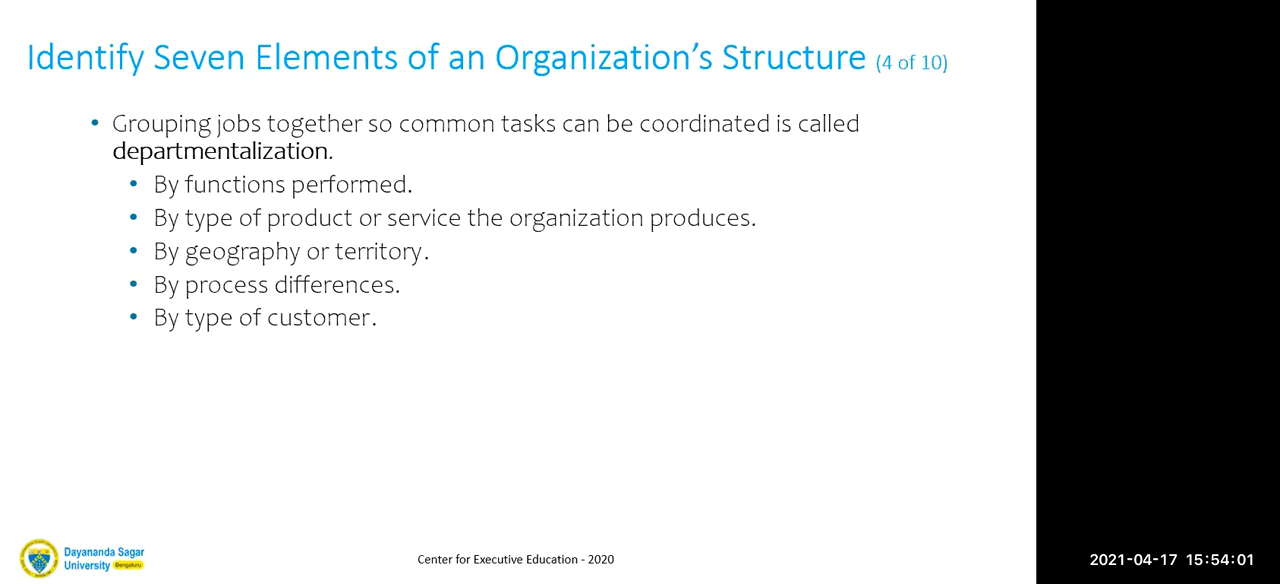 Identify Seven Elements of an Organization's Structure (4 of 10)
• Grouping jobs together so common tasks can be coordinated is called
departmentalization.
• By functions performed.
• By type of product or service the organization produces.
• By geography or territory.
• By process differences.
• By type of customer.
Dayananda Sagar
University Bengaluru
Center for Executive Education - 2020
2021-04-17 15:54:01